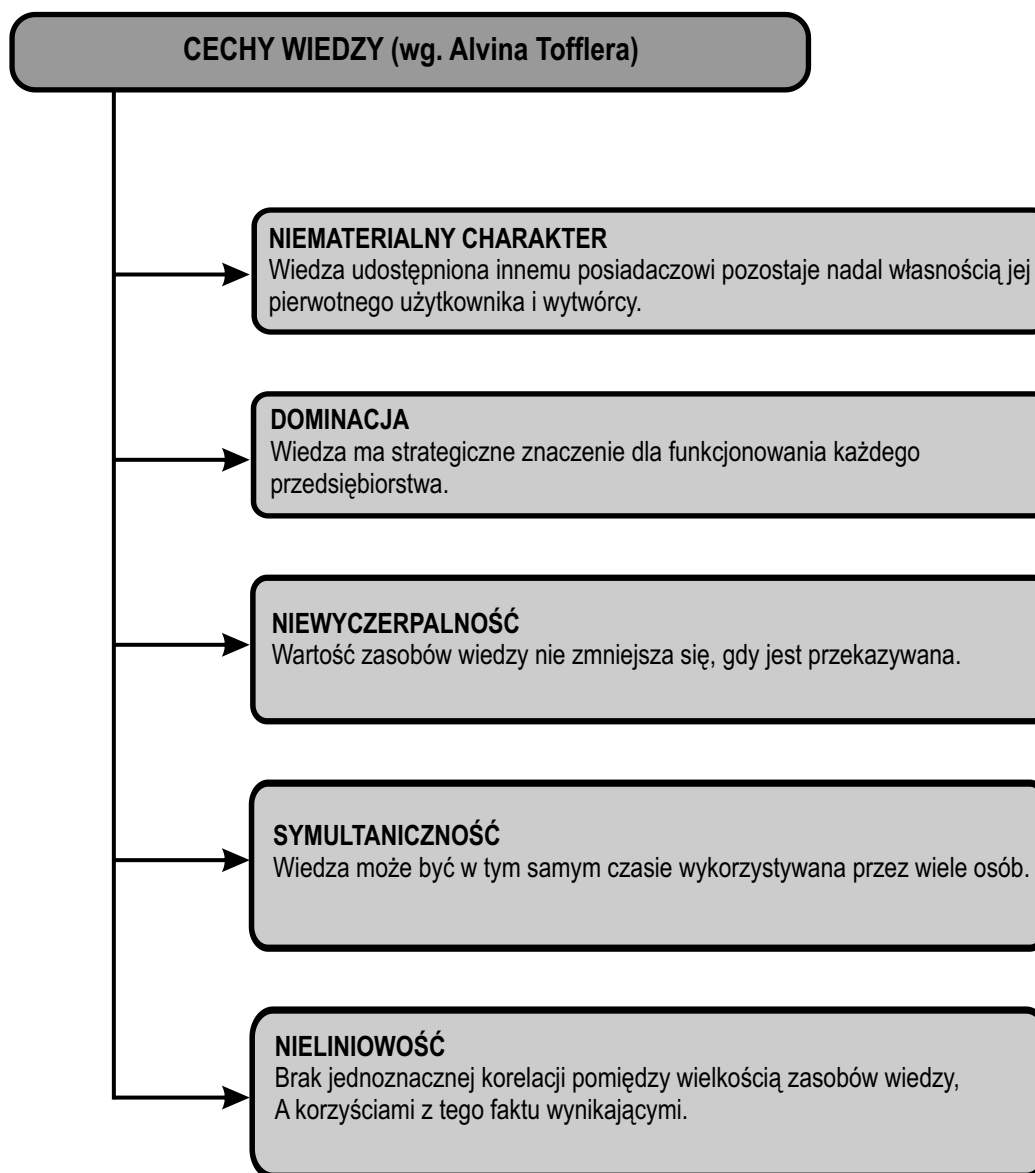 CECHY WIEDZY (wg. Alvina Tofflera)
NIEMATERIALNY CHARAKTER
Wiedza udostępniona innemu posiadaczowi pozostaje nadal własnością jej
pierwotnego użytkownika i wytwórcy.
DOMINACJA
Wiedza ma strategiczne znaczenie dla funkcjonowania każdego
przedsiębiorstwa.
NIEWYCZERPALNOŚĆ
Wartość zasobów wiedzy nie zmniejsza się, gdy jest przekazywana.
SYMULTANICZNOŚĆ
Wiedza może być w tym samym czasie wykorzystywana przez wiele osób.
NIELINIOWOŚĆ
Brak jednoznacznej korelacji pomiędzy wielkością zasobów wiedzy,
A korzyściami z tego faktu wynikającymi.